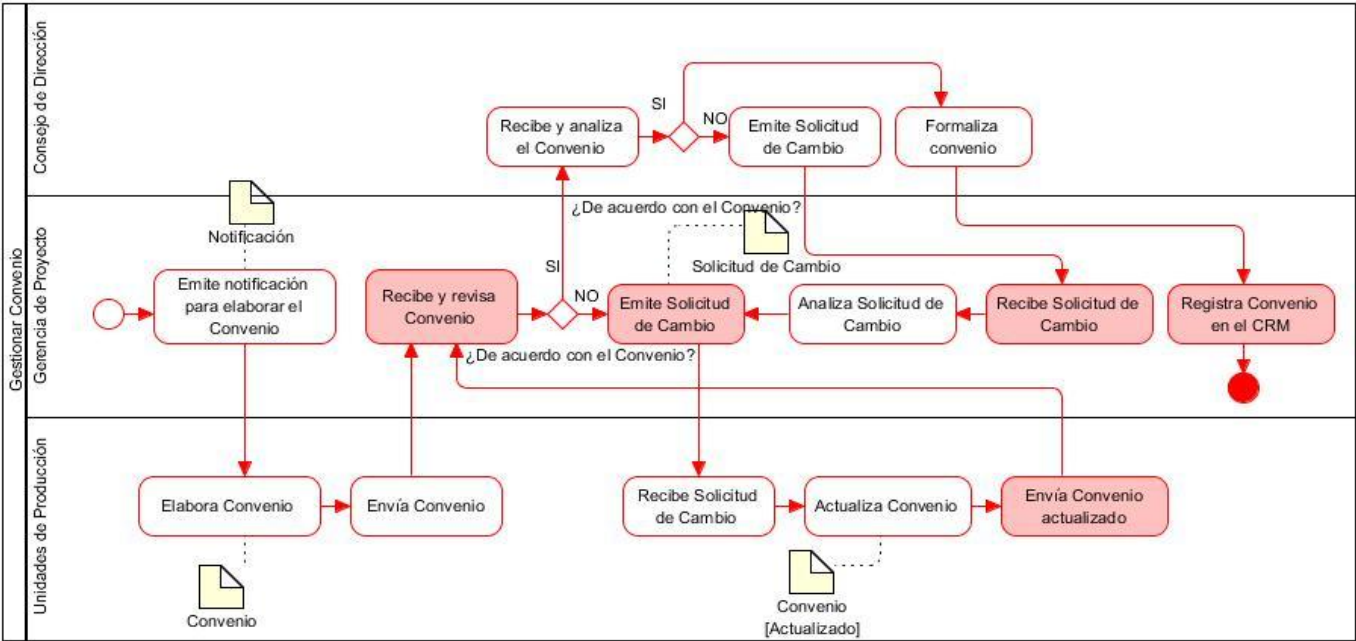 Gestionar Convenio
Consejo de Dirección
Recibe y analiza
el Convenio
SI
NO
Emite Solicitud
de Cambio
Formaliza
convenio
¿De acuerdo con el Convenio?
Gerencia de Proyecto
Notificación
Emite notificación
para elaborar el
Convenio
Recibe y revisa
Convenio
SI
NO
¿De acuerdo con el Convenio?
Solicitud de Cambio
Emite Solicitud
de Cambio
Analiza Solicitud de
Cambio
Recibe Solicitud de
Cambio
Registra Convenio
en el CRM
Unidades de Producción
Elabora Convenio
Envía Convenio
Convenio
Recibe Solicitud
de Cambio
Actualiza Convenio
Envía Convenio
actualizado
Convenio
[Actualizado]